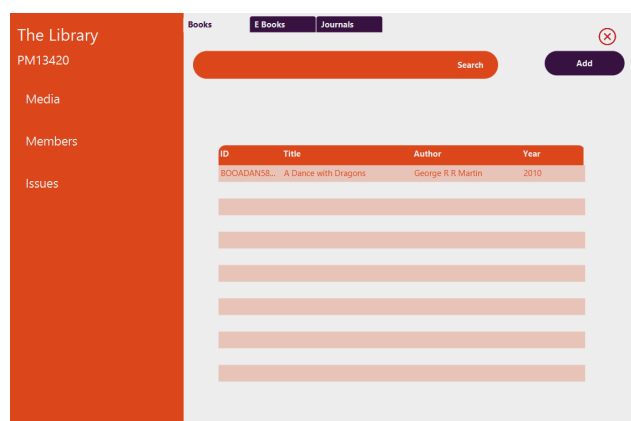 The Library
PM13420
Media
Members
Issues
Books E Books Journals
Search
Add
ID Title Author Year
BOOADAN58... A Dance with Dragons George R R Martin 2010